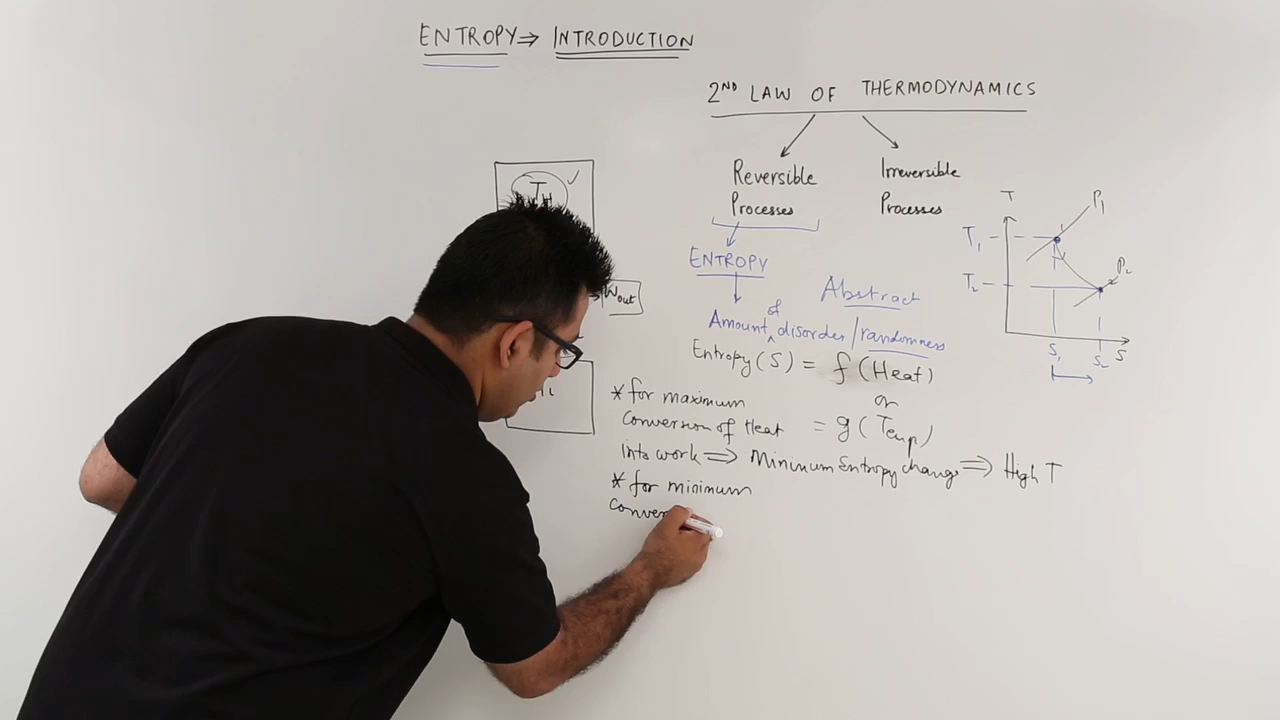 ENTROPY ⇒ INTRODUCTION
2ND LAW OF THERMODYNAMICS
Reversible Processes
Irreversible Processes
TH
Wout
ENTROPY
Abstract
Amount of disorder/randomness
Entropy (S) = f (Heat)
or
= g (Temp)
* for maximum
conversion of Heat
into work ⇒ Minimum Entropy change ⇒ High T
* for minimum
conver
T
P1
T1
P2
T2
S1
S2
S